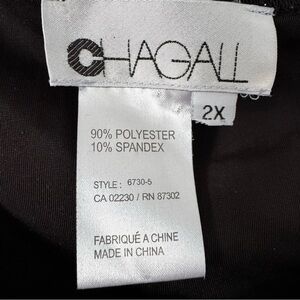 CHAGALL
2X
90% POLYESTER
10% SPANDEX
STYLE : 6730-5
CA 02230 / RN 87302
FABRIQUÉ A CHINE
MADE IN CHINA